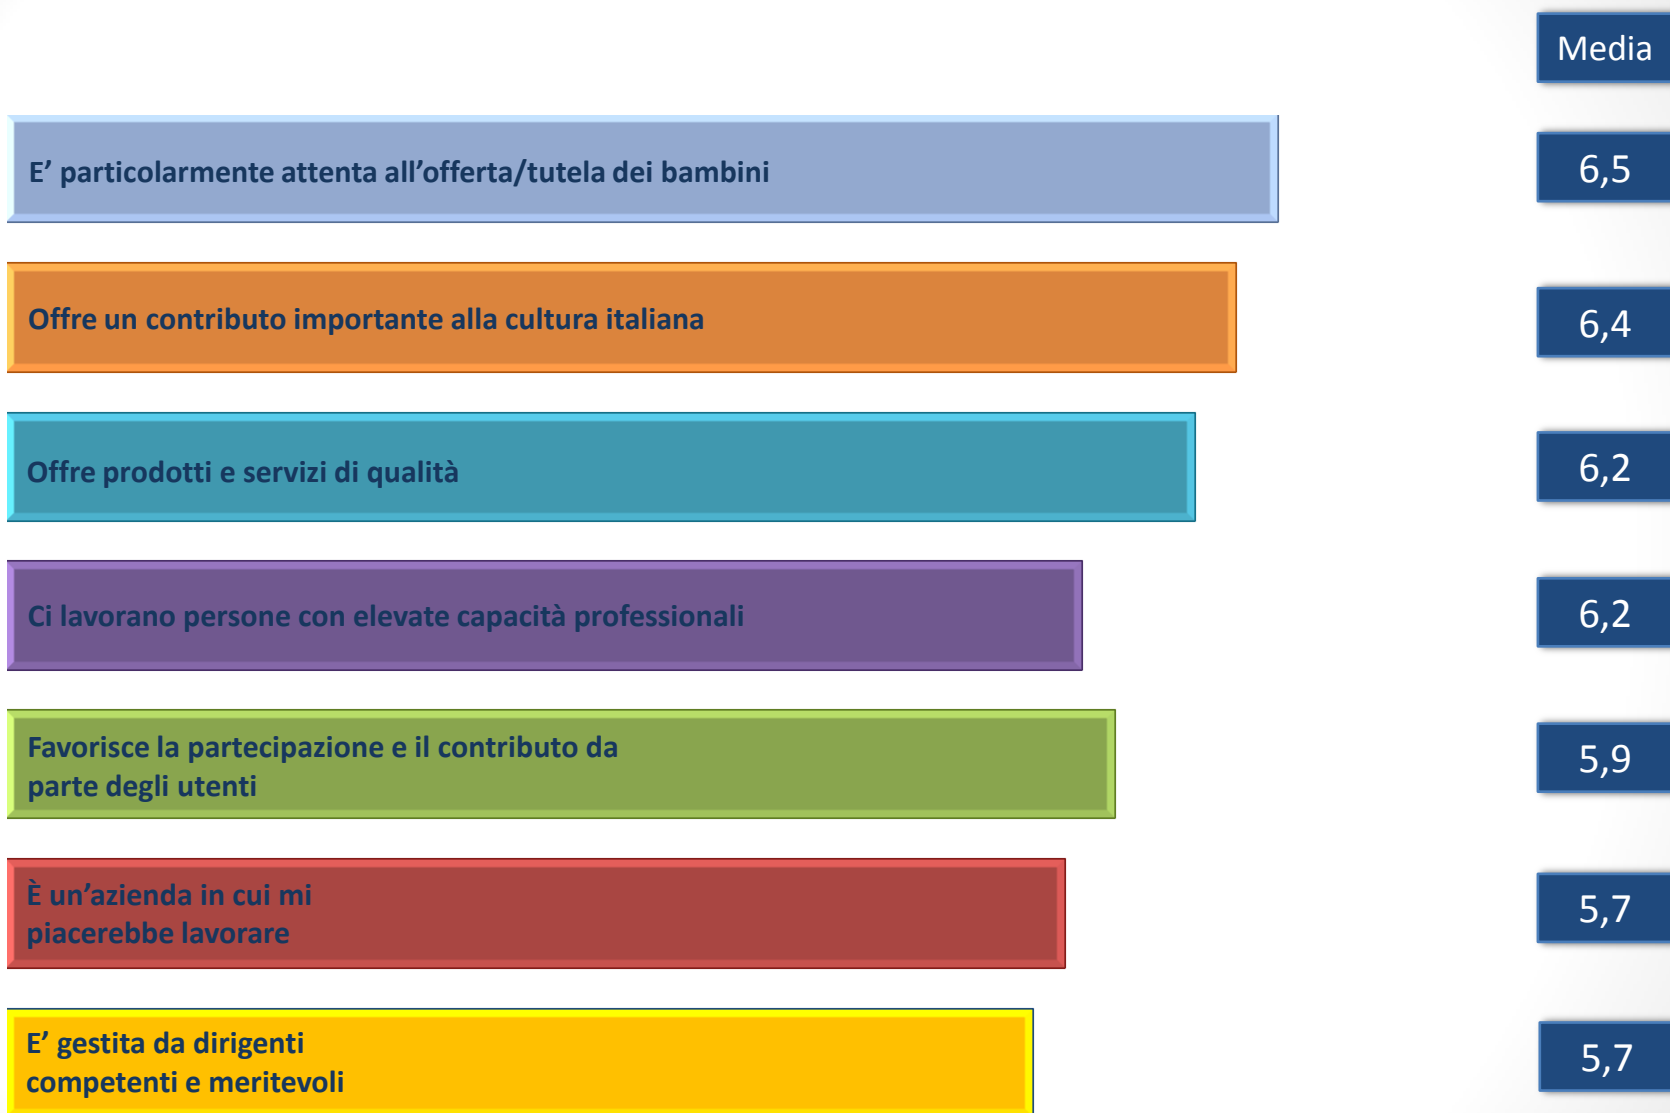 Media
E’ particolarmente attenta all’offerta/tutela dei bambini
6,5
Offre un contributo importante alla cultura italiana
6,4
Offre prodotti e servizi di qualità
6,2
Ci lavorano persone con elevate capacità professionali
6,2
Favorisce la partecipazione e il contributo da
parte degli utenti
5,9
È un’azienda in cui mi
piacerebbe lavorare
5,7
E’ gestita da dirigenti
competenti e meritevoli
5,7